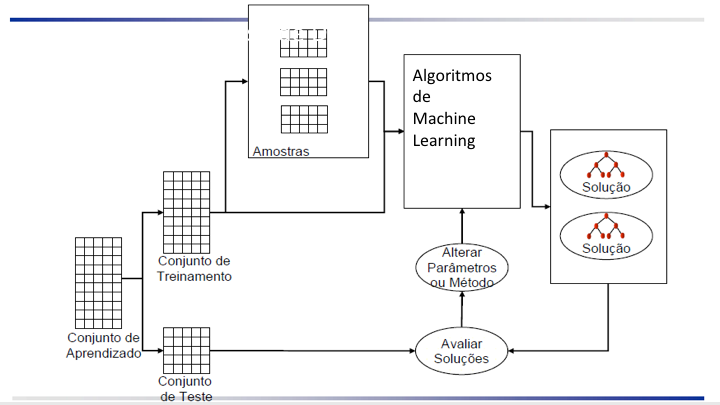 Amostras
Algoritmos
de
Machine
Learning
Solução
Solução
Conjunto de
Treinamento
Alterar
Parâmetros
ou Método
Conjunto de
Aprendizado
Avaliar
Soluções
Conjunto
de Teste